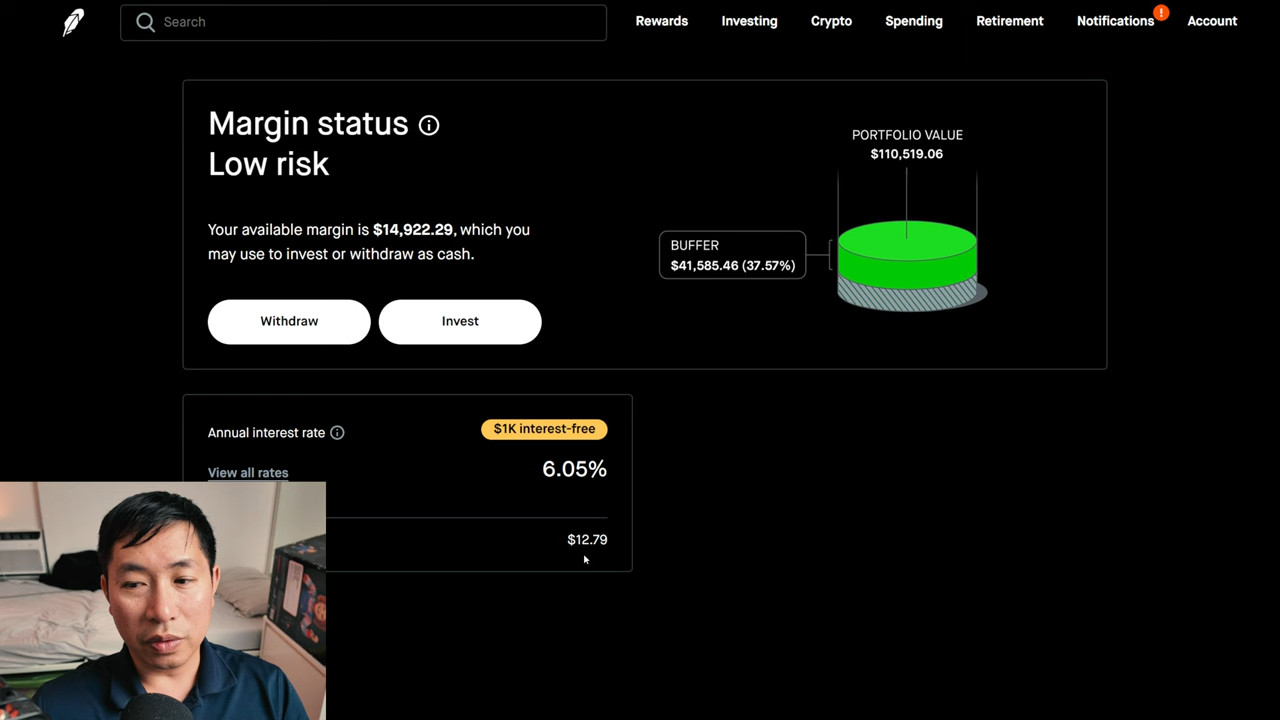 Search
Rewards
Investing
Crypto
Spending
Retirement
Notifications
!
Account
Margin status
Low risk
Your available margin is $14,922.29, which you
may use to invest or withdraw as cash.
Withdraw
Invest
PORTFOLIO VALUE
$110,519.06
BUFFER
$41,585.46 (37.57%)
Annual interest rate
$1K interest-free
View all rates
6.05%
$12.79